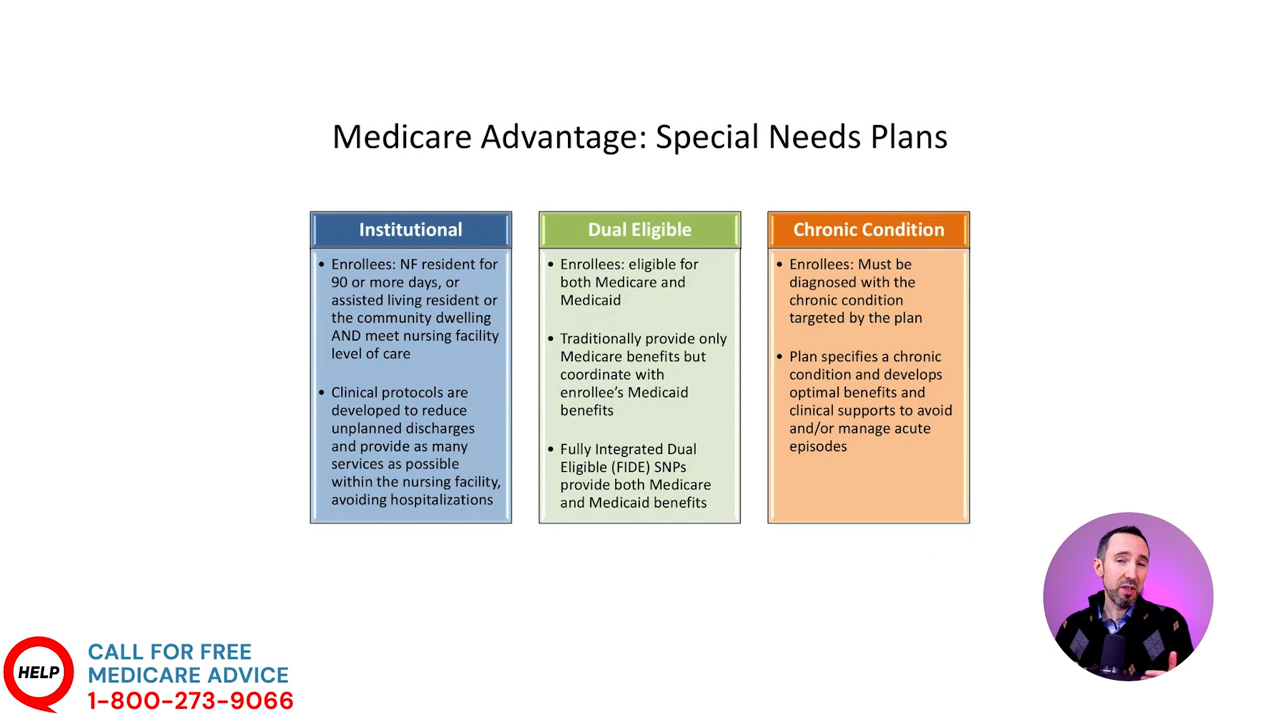 Medicare Advantage: Special Needs Plans
Institutional
• Enrollees: NF resident for
90 or more days, or
assisted living resident or
the community dwelling
AND meet nursing facility
level of care
• Clinical protocols are
developed to reduce
unplanned discharges
and provide as many
services as possible
within the nursing facility,
avoiding hospitalizations
Dual Eligible
• Enrollees: eligible for
both Medicare and
Medicaid
• Traditionally provide only
Medicare benefits but
coordinate with
enrollee's Medicaid
benefits
• Fully Integrated Dual
Eligible (FIDE) SNPs
provide both Medicare
and Medicaid benefits
Chronic Condition
• Enrollees: Must be
diagnosed with the
chronic condition
targeted by the plan
• Plan specifies a chronic
condition and develops
optimal benefits and
clinical supports to avoid
and/or manage acute
episodes
HELP
CALL FOR FREE
MEDICARE ADVICE
1-800-273-9066